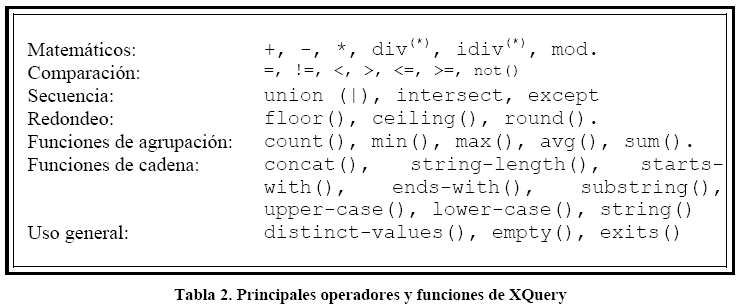 Matemáticos: +, -, *, div(*), idiv(*), mod.
Comparación: =, !=, <, >, <=, >=, not()
Secuencia: union (|), intersect, except
Redondeo: floor(), ceiling(), round().
Funciones de agrupación: count(), min(), max(), avg(), sum().
Funciones de cadena: concat(), string-length(), starts-
with(), ends-with(), substring(),
upper-case(), lower-case(), string()
Uso general: distinct-values(), empty(), exits()
Tabla 2. Principales operadores y funciones de XQuery